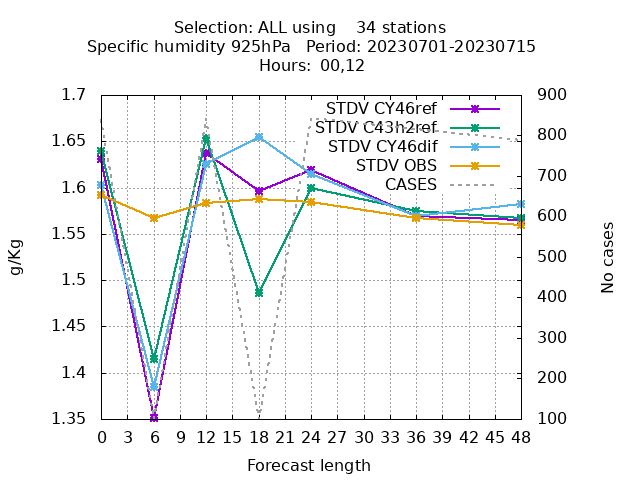 Selection: ALL using    34 stations
Specific humidity 925hPa   Period: 20230701-20230715
Hours:  00,12
STDV CY46ref
STDV C43h2ref
STDV CY46dif
STDV OBS
CASES
g/Kg
1.7
1.65
1.6
1.55
1.5
1.45
1.4
1.35
900
800
700
600
500
400
300
200
100
No cases
0 3 6 9 12 15 18 21 24 27 30 33 36 39 42 45 48
Forecast length